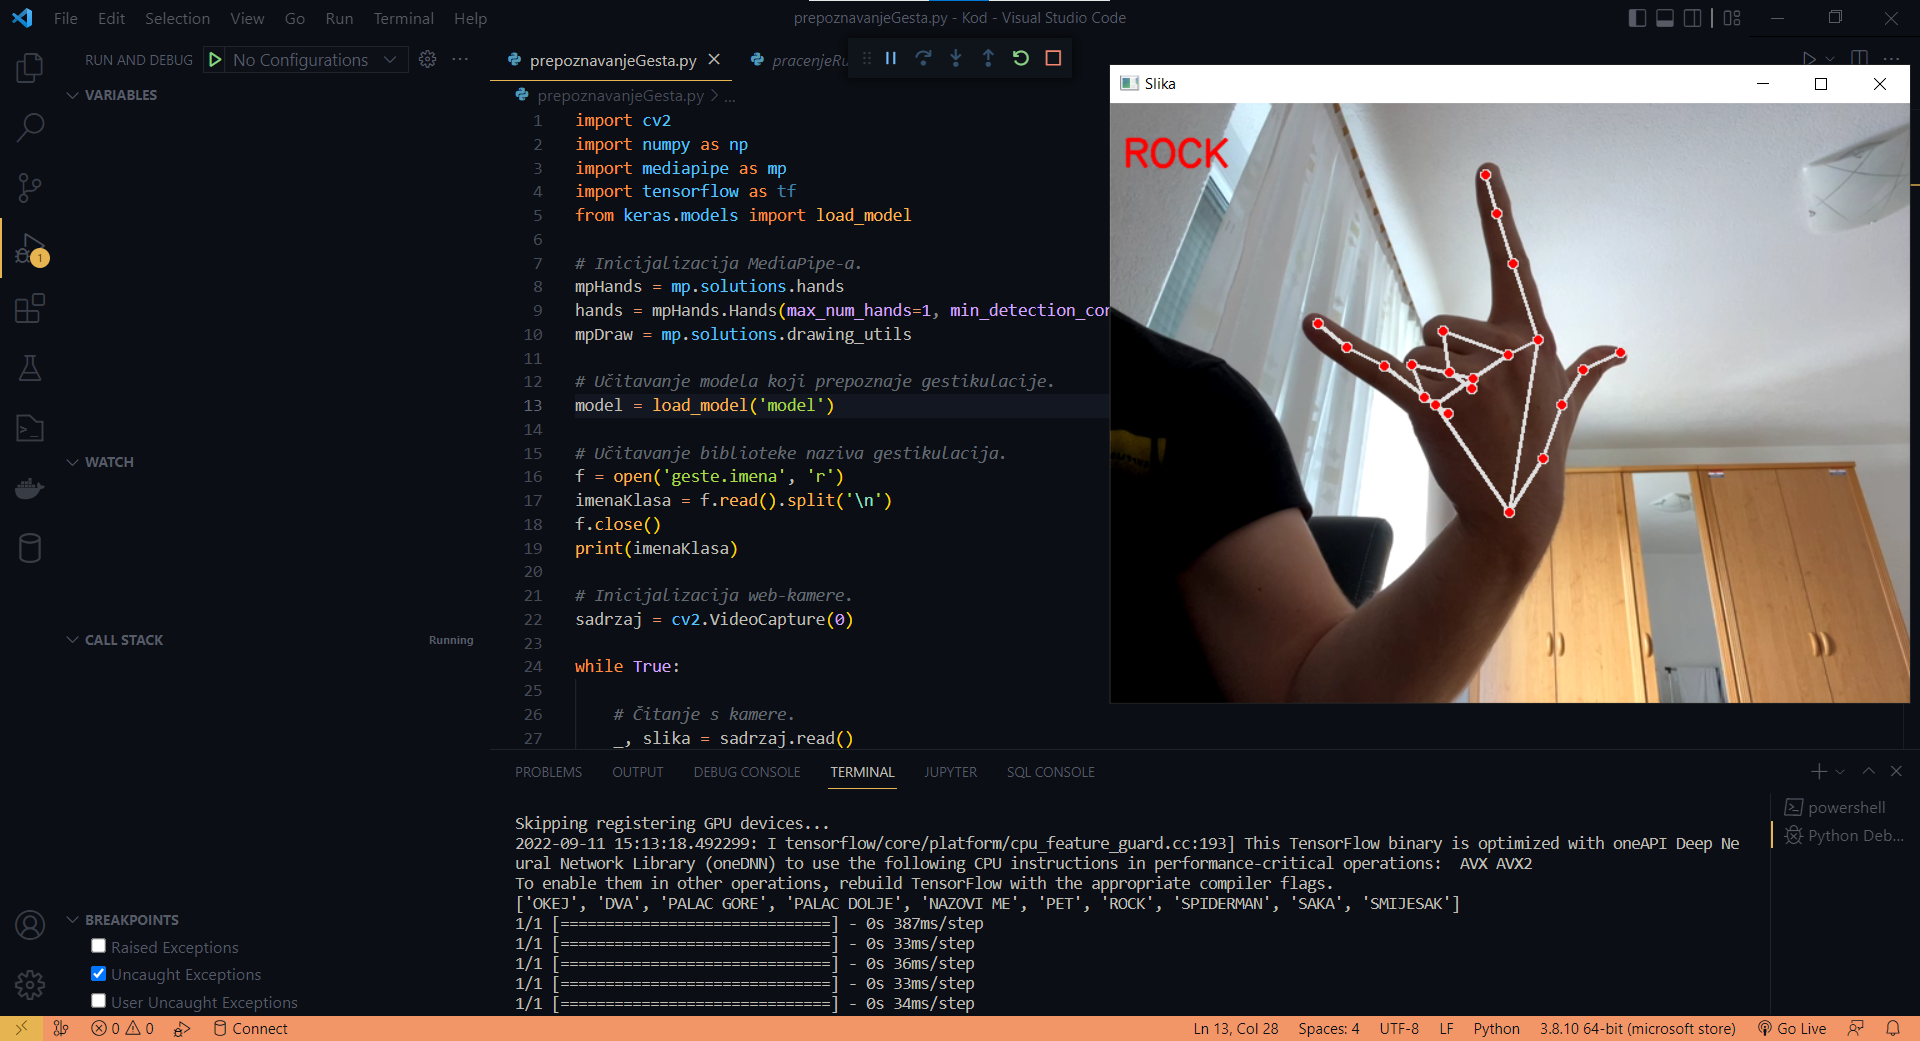 File Edit Selection View Go Run Terminal Help
prepoznavanjeGesta.py - Kod - Visual Studio Code
RUN AND DEBUG No Configurations
prepoznavanjeGesta.py
pracenjeRu
VARIABLES
prepoznavanjeGesta.py > ...
1 import cv2
2 import numpy as np
3 import mediapipe as mp
4 import tensorflow as tf
5 from keras.models import load_model
6
7 # Inicijalizacija MediaPipe-a.
8 mpHands = mp.solutions.hands
9 hands = mpHands.Hands(max_num_hands=1, min_detection_con
10 mpDraw = mp.solutions.drawing_utils
11
12 # Učitavanje modela koji prepoznaje gestikulacije.
13 model = load_model('model')
14
15 # Učitavanje biblioteke naziva gestikulacija.
16 f = open('geste.imena', 'r')
17 imenaKlasa = f.read().split('\n')
18 f.close()
19 print(imenaKlasa)
20
21 # Inicijalizacija web-kamere.
22 sadrzaj = cv2.VideoCapture(0)
23
24 while True:
25
26 # Čitanje s kamere.
27 _, slika = sadrzaj.read()
Slika
ROCK
1
WATCH
CALL STACK Running
BREAKPOINTS
Raised Exceptions
Uncaught Exceptions
User Uncaught Exceptions
PROBLEMS OUTPUT DEBUG CONSOLE TERMINAL JUPYTER SQL CONSOLE
powershell
Python Deb...
Skipping registering GPU devices...
2022-09-11 15:13:18.492299: I tensorflow/core/platform/cpu_feature_guard.cc:193] This TensorFlow binary is optimized with oneAPI Deep Ne
ural Network Library (oneDNN) to use the following CPU instructions in performance-critical operations:  AVX AVX2
To enable them in other operations, rebuild TensorFlow with the appropriate compiler flags.
['OKEJ', 'DVA', 'PALAC GORE', 'PALAC DOLJE', 'NAZOVI ME', 'PET', 'ROCK', 'SPIDERMAN', 'SAKA', 'SMIJESAK']
1/1 [==============================] - 0s 387ms/step
1/1 [==============================] - 0s 33ms/step
1/1 [==============================] - 0s 36ms/step
1/1 [==============================] - 0s 33ms/step
1/1 [==============================] - 0s 34ms/step
0 0 Connect
Ln 13, Col 28 Spaces: 4 UTF-8 LF Python 3.8.10 64-bit (microsoft store) Go Live